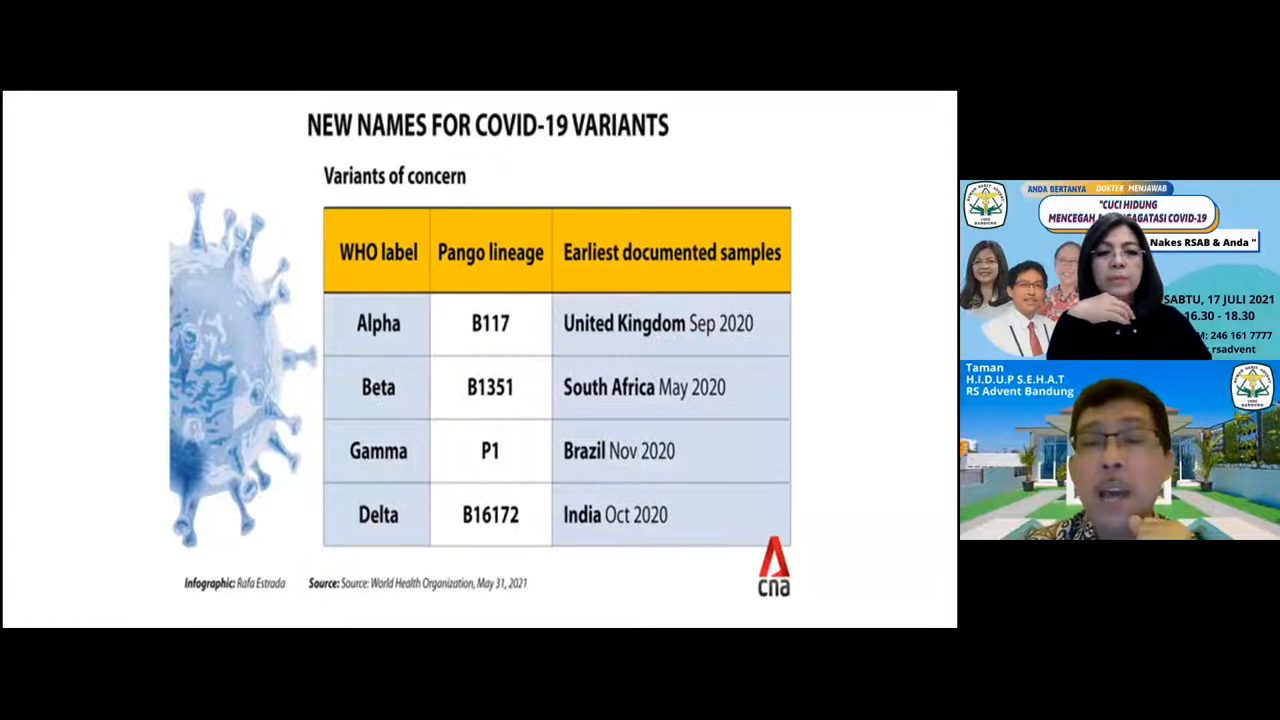 NEW NAMES FOR COVID-19 VARIANTS
Variants of concern
WHO label Pango lineage Earliest documented samples
Alpha B117 United Kingdom Sep 2020
Beta B1351 South Africa May 2020
Gamma P1 Brazil Nov 2020
Delta B16172 India Oct 2020
Infographic: Rafa Estrada Source: Source: World Health Organization, May 31, 2021
cna
ANDA BERTANYA DOKTER MENJAWAB
"CUCI HIDUNG
MENCEGAH COVID-19
Nakes RSAB & Anda "
SABTU, 17 JULI 2021
16.30 - 18.30
: 246 161 7777
rsadvent
Taman
H.I.D.U.P S.E.H.A.T
RS Advent Bandung